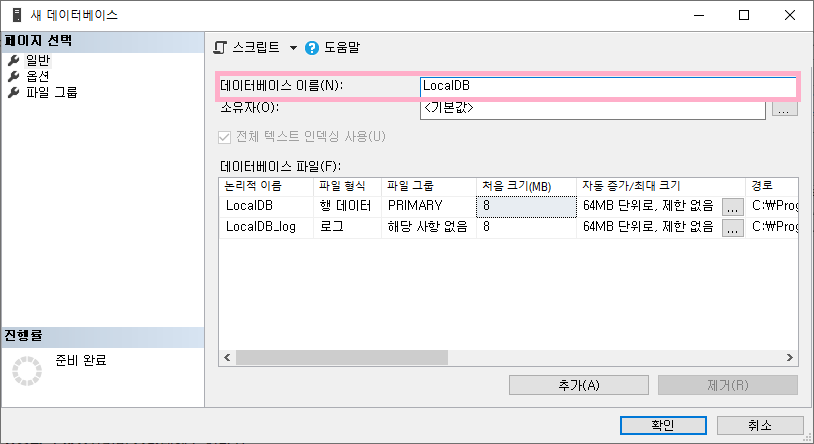 새 데이터베이스
페이지 선택
일반
옵션
파일 그룹
스크립트 도움말
데이터베이스 이름(N): LocalDB
소유자(O): <기본값> ...
전체 텍스트 인덱싱 사용(U)
데이터베이스 파일(F):
논리적 이름 파일 형식 파일 그룹 처음 크기(MB) 자동 증가/최대 크기 경로
LocalDB 행 데이터 PRIMARY 8 64MB 단위로, 제한 없음 ... C:₩Prog
LocalDB_log 로그 해당 사항 없음 8 64MB 단위로, 제한 없음 ... C:₩Prog
진행률
준비 완료
추가(A) 제거(R)
확인 취소